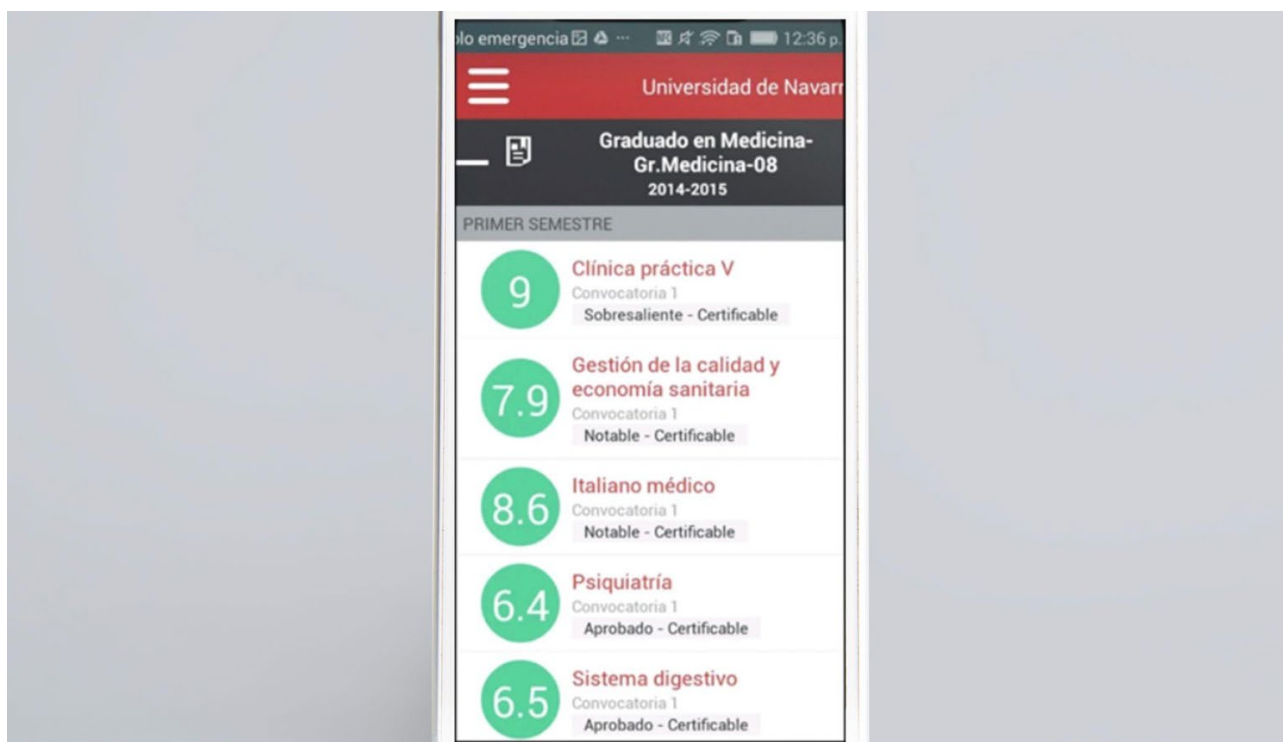 olo emergencia ... 12:36 p.
Universidad de Navarr
Graduado en Medicina-
Gr.Medicina-08
2014-2015
PRIMER SEMESTRE
9
Clínica práctica V
Convocatoria 1
Sobresaliente - Certificable
7.9
Gestión de la calidad y
economía sanitaria
Convocatoria 1
Notable - Certificable
8.6
Italiano médico
Convocatoria 1
Notable - Certificable
6.4
Psiquiatría
Convocatoria 1
Aprobado - Certificable
6.5
Sistema digestivo
Convocatoria 1
Aprobado - Certificable